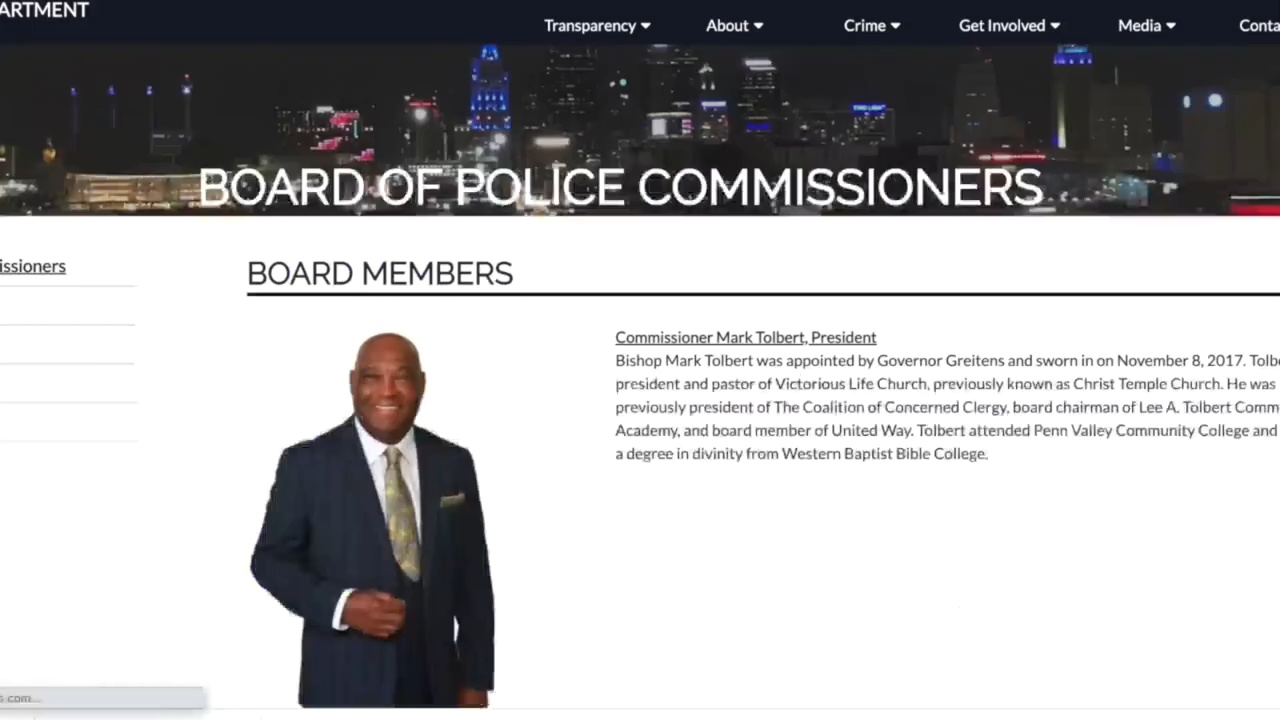 ARTMENT
Transparency About Crime Get Involved Media Conta
BOARD OF POLICE COMMISSIONERS
issioners
BOARD MEMBERS
Commissioner Mark Tolbert, President
Bishop Mark Tolbert was appointed by Governor Greitens and sworn in on November 8, 2017. Tolbe
president and pastor of Victorious Life Church, previously known as Christ Temple Church. He was
previously president of The Coalition of Concerned Clergy, board chairman of Lee A. Tolbert Comm
Academy, and board member of United Way. Tolbert attended Penn Valley Community College and
a degree in divinity from Western Baptist Bible College.
s.com...